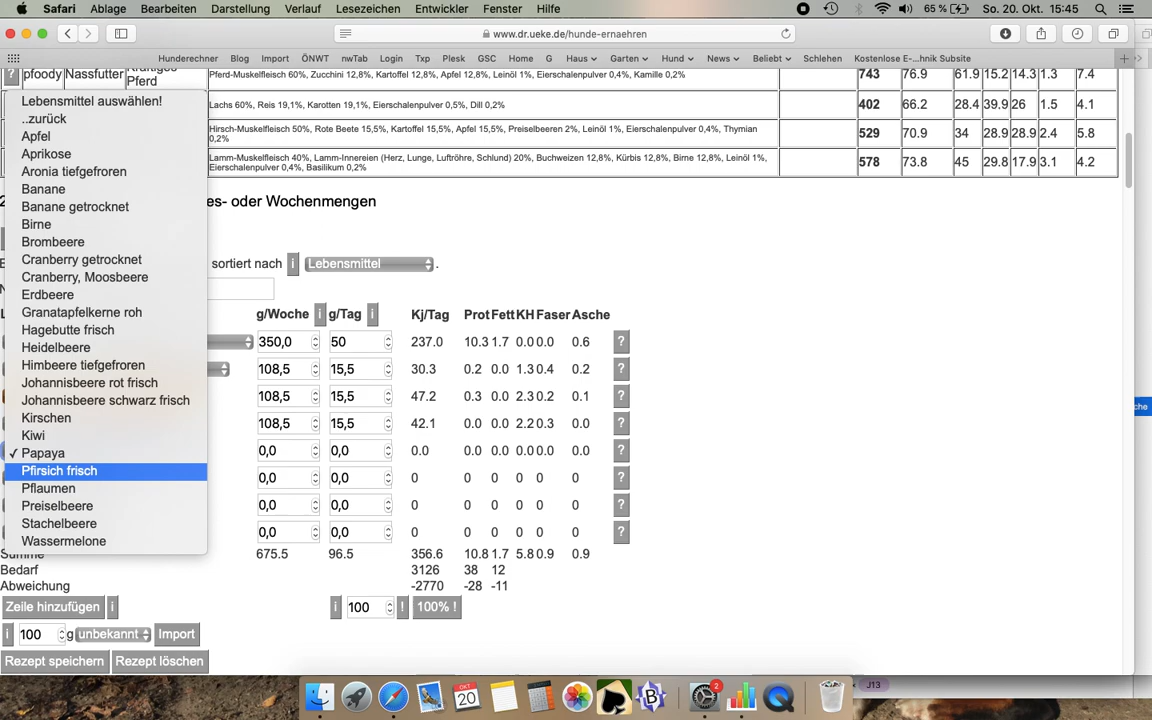 Safari Ablage Bearbeiten Darstellung Verlauf Lesezeichen Entwickler Fenster Hilfe 65 % So. 20. Okt. 15:45
www.dr.ueke.de/hunde-ernaehren
Hunderechner Blog Import ÖNWT nwTab Login Txp Plesk GSC Home G Haus Garten Hund News Beliebt Schlehen Kostenlose E-...hnik Subsite
? pfoody Nassfutter Kräftiges Pferd Pferd-Muskelfleisch 60%, Zucchini 12,8%, Kartoffel 12,8%, Apfel 12,8%, Leinöl 1%, Eierschalenpulver 0,4%, Kamille 0,2% 743 76.9 61.9 15.2 14.3 1.3 7.4
Lachs 60%, Reis 19,1%, Karotten 19,1%, Eierschalenpulver 0,5%, Dill 0,2% 402 66.2 28.4 39.9 26 1.5 4.1
Hirsch-Muskelfleisch 50%, Rote Beete 15,5%, Kartoffel 15,5%, Apfel 15,5%, Preiselbeeren 2%, Leinöl 1%, Eierschalenpulver 0,4%, Thymian
0,2% 529 70.9 34 28.9 28.9 2.4 5.8
Lamm-Muskelfleisch 40%, Lamm-Innereien (Herz, Lunge, Luftröhre, Schlund) 20%, Buchweizen 12,8%, Kürbis 12,8%, Birne 12,8%, Leinöl 1%,
Eierschalenpulver 0,4%, Basilikum 0,2% 578 73.8 45 29.8 17.9 3.1 4.2
Lebensmittel auswählen!
..zurück
Apfel
Aprikose
Aronia tiefgefroren
Banane
Banane getrocknet
Birne
Brombeere
Cranberry getrocknet
Cranberry, Moosbeere
Erdbeere
Granatapfelkerne roh
Hagebutte frisch
Heidelbeere
Himbeere tiefgefroren
Johannisbeere rot frisch
Johannisbeere schwarz frisch
Kirschen
Kiwi
✓ Papaya
Pfirsich frisch
Pflaumen
Preiselbeere
Stachelbeere
Wassermelone
es- oder Wochenmengen
sortiert nach i Lebensmittel .
g/Woche i g/Tag i Kj/Tag Prot Fett KH Faser Asche
350,0 50 237.0 10.3 1.7 0.0 0.0 0.6 ?
108,5 15,5 30.3 0.2 0.0 1.3 0.4 0.2 ?
108,5 15,5 47.2 0.3 0.0 2.3 0.2 0.1 ?
108,5 15,5 42.1 0.0 0.0 2.2 0.3 0.0 ?
0,0 0,0 0.0 0.0 0.0 0.0 0.0 0.0 ?
0,0 0,0 0 0 0 0 0 0 ?
0,0 0,0 0 0 0 0 0 0 ?
0,0 0,0 0 0 0 0 0 0 ?
Summe 675.5 96.5 356.6 10.8 1.7 5.8 0.9 0.9
Bedarf 3126 38 12
Abweichung -2770 -28 -11
Zeile hinzufügen i i 100 ! 100% !
i 100 g unbekannt Import
Rezept speichern Rezept löschen
che
OKT
20
2
J13